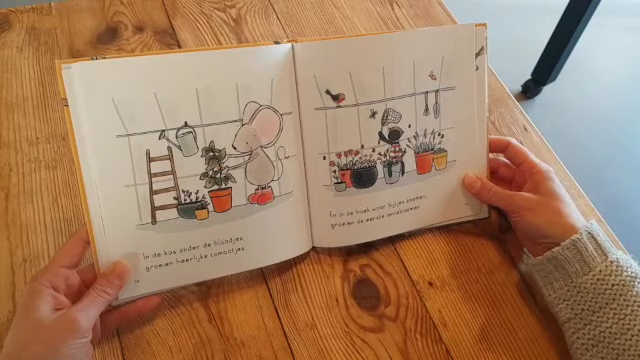 In de kas onder de blaadjes,
groeien heerlijke tomaatjes.
En in de hoek waar bijtjes zoemen,
groeien de eerste lentebloemen.